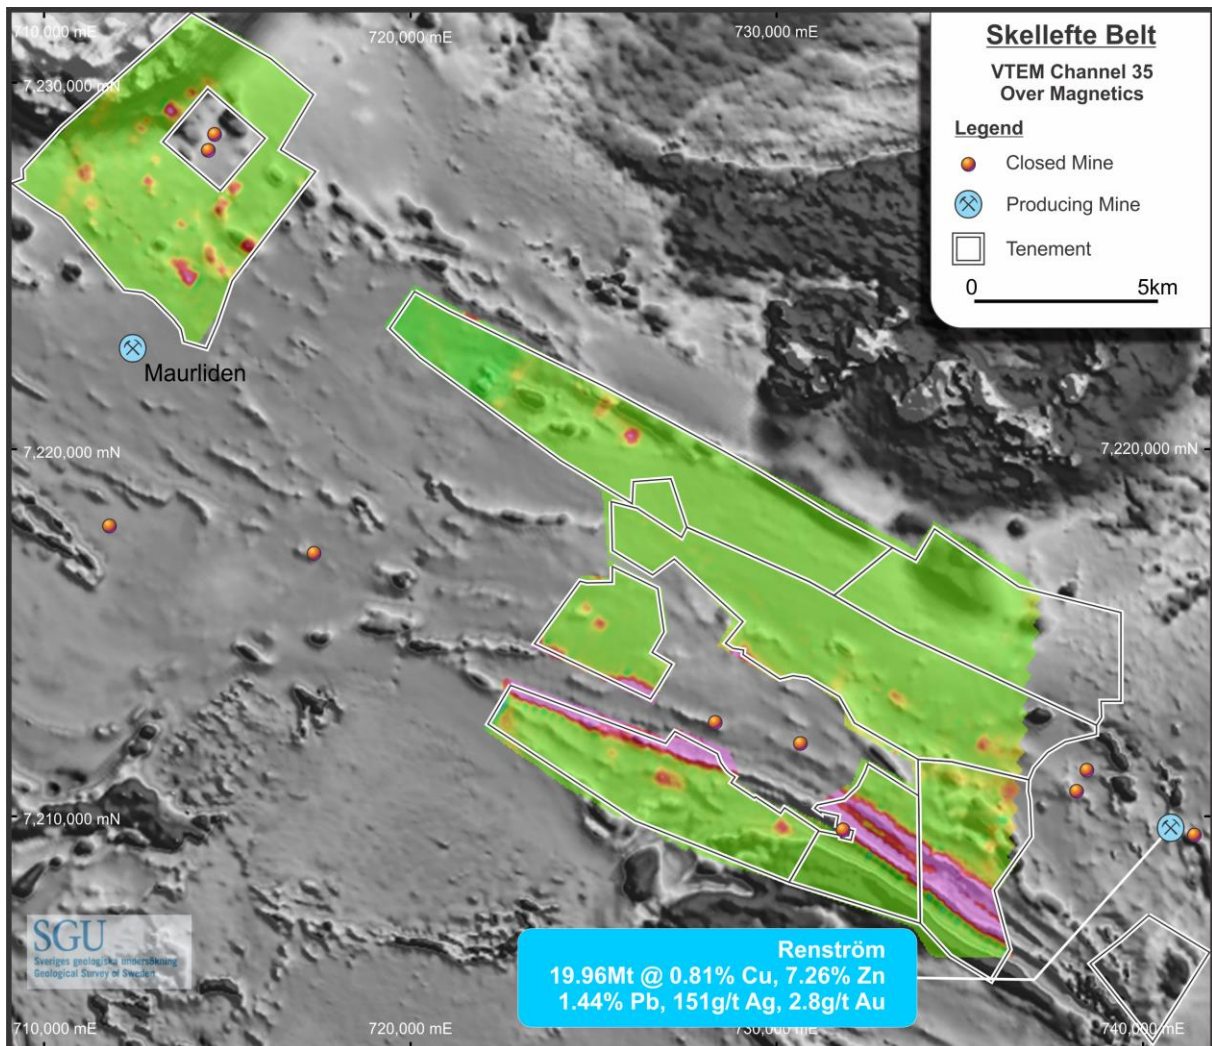 710,000 mE
720,000 mE
730,000 mE
7,230,000 mN
Skellefte Belt
VTEM Channel 35
Over Magnetics
Legend
Closed Mine
Producing Mine
Tenement
0 5km
Maurliden
7,220,000 mN
7,220,000 mN
7,210,000 mN
SGU
Sveriges geologiska undersökning
Geological Survey of Sweden
Renström
19.96Mt @ 0.81% Cu, 7.26% Zn
1.44% Pb, 151g/t Ag, 2.8g/t Au
710,000 mE
720,000 mE
730,000 mE
740,000 mE